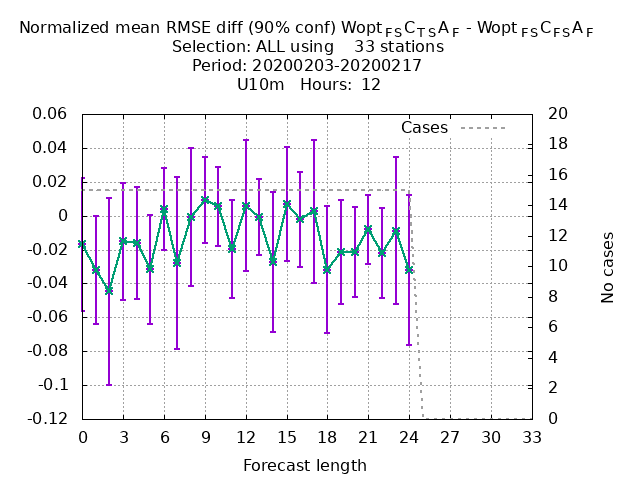 Normalized mean RMSE diff (90% conf) Wopt FS C T S A F - Wopt FS C F S A F
Selection: ALL using 33 stations
Period: 20200203-20200217
U10m Hours: 12
Cases
0.06
0.04
0.02
0
-0.02
-0.04
-0.06
-0.08
-0.1
-0.12
20
18
16
14
12
10
8
6
4
2
0
No cases
0 3 6 9 12 15 18 21 24 27 30 33
Forecast length